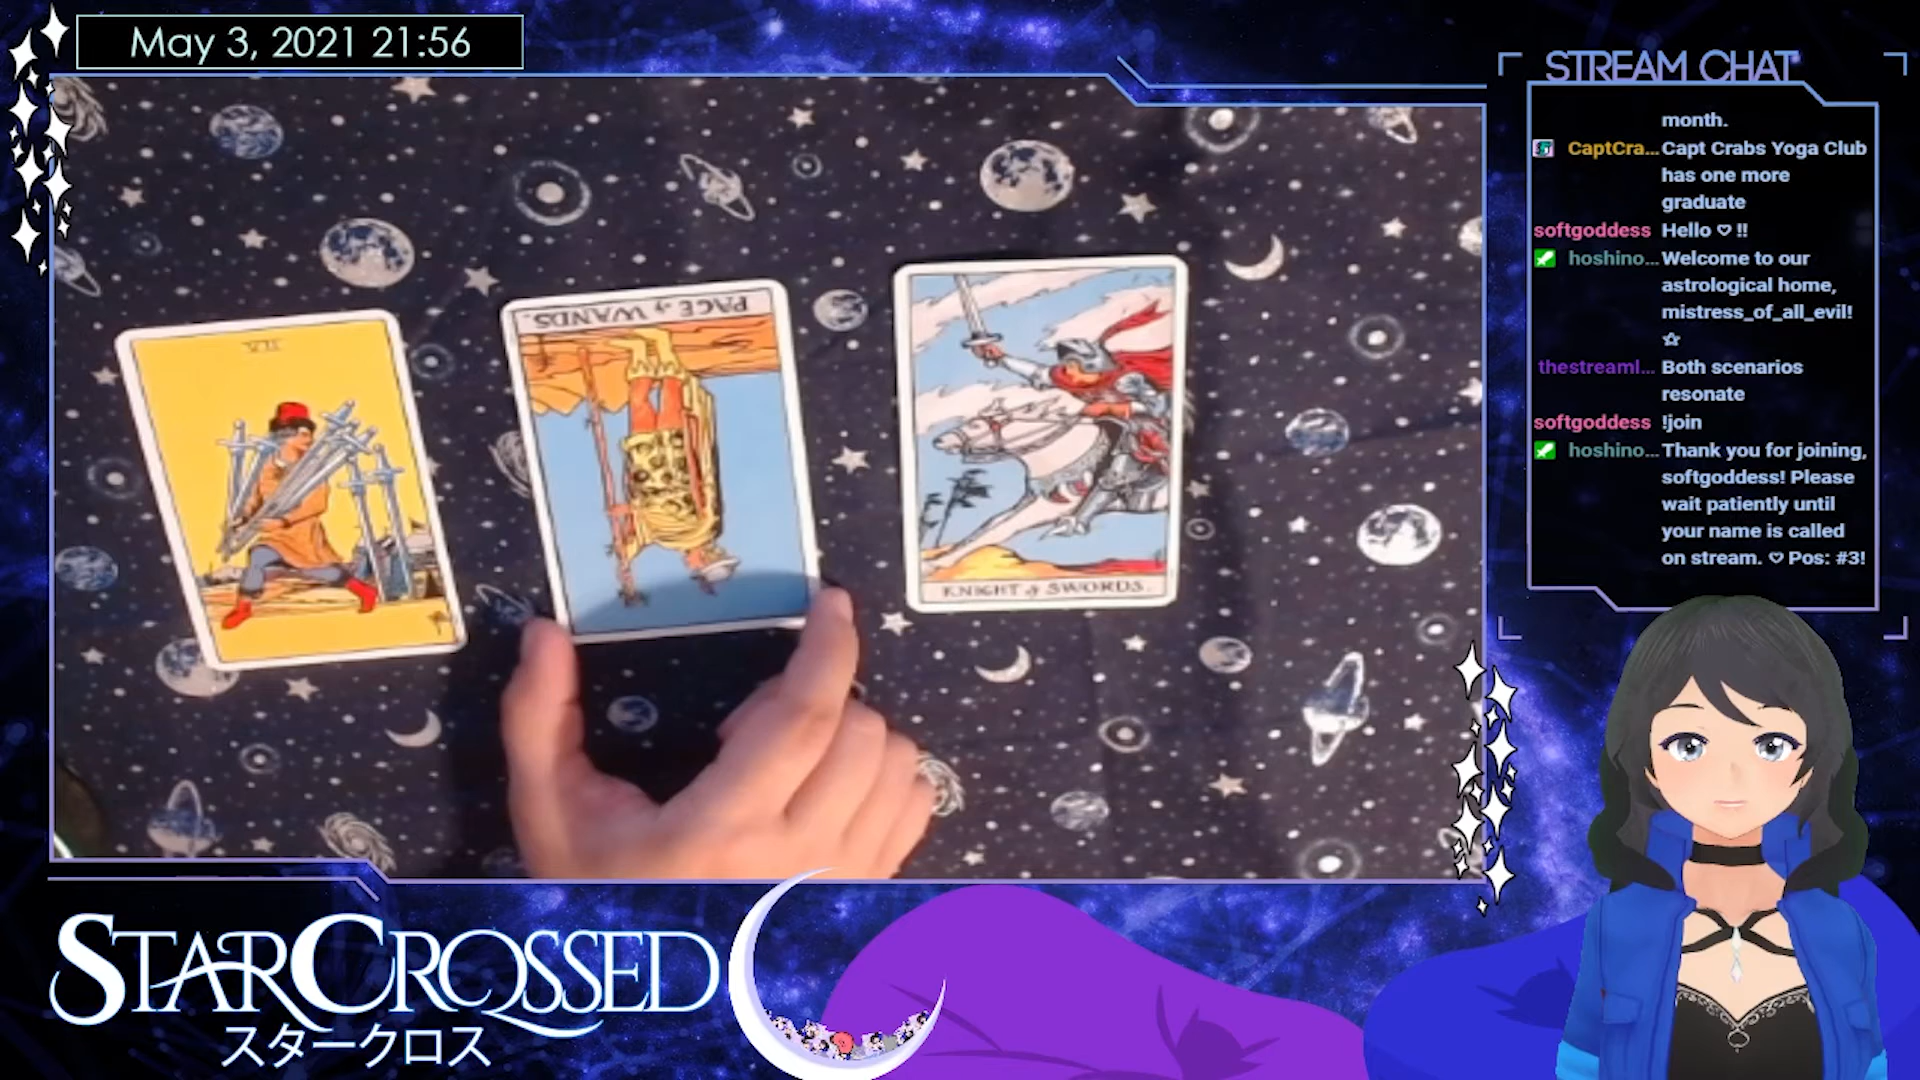 May 3, 2021 21:56
STREAM CHAT
month.
CaptCra... Capt Crabs Yoga Club
has one more
graduate
softgoddess Hello ♡ !!
hoshino... Welcome to our
astrological home,
mistress_of_all_evil!
☆
thestreaml... Both scenarios
resonate
softgoddess !join
hoshino... Thank you for joining,
softgoddess! Please
wait patiently until
your name is called
on stream. ♡ Pos: #3!
PAGE of WANDS.
KNIGHT of SWORDS.
STARCROSSED
スタークロス